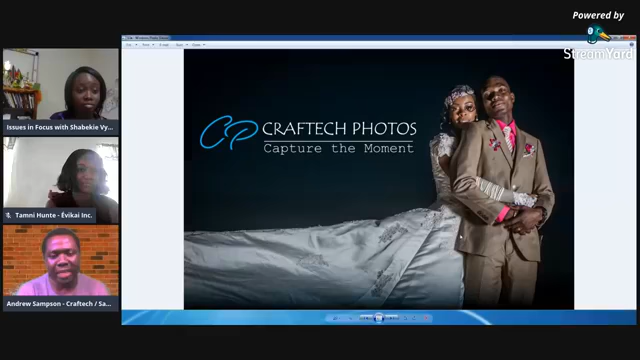 Powered by
StreamYard
Issues in Focus with Shabekie Vy...
Tamni Hunte - Évikai Inc.
Andrew Sampson - Craftech / Sa...
CP CRAFTECH PHOTOS
Capture the Moment